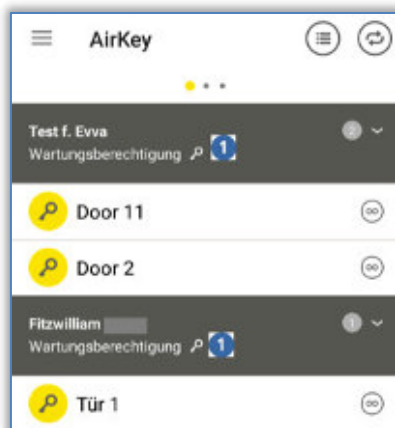 AirKey
Test f. Evva
2
Wartungsberechtigung
1
Door 11
Door 2
Fitzwilliam
1
Wartungsberechtigung
1
Tür 1